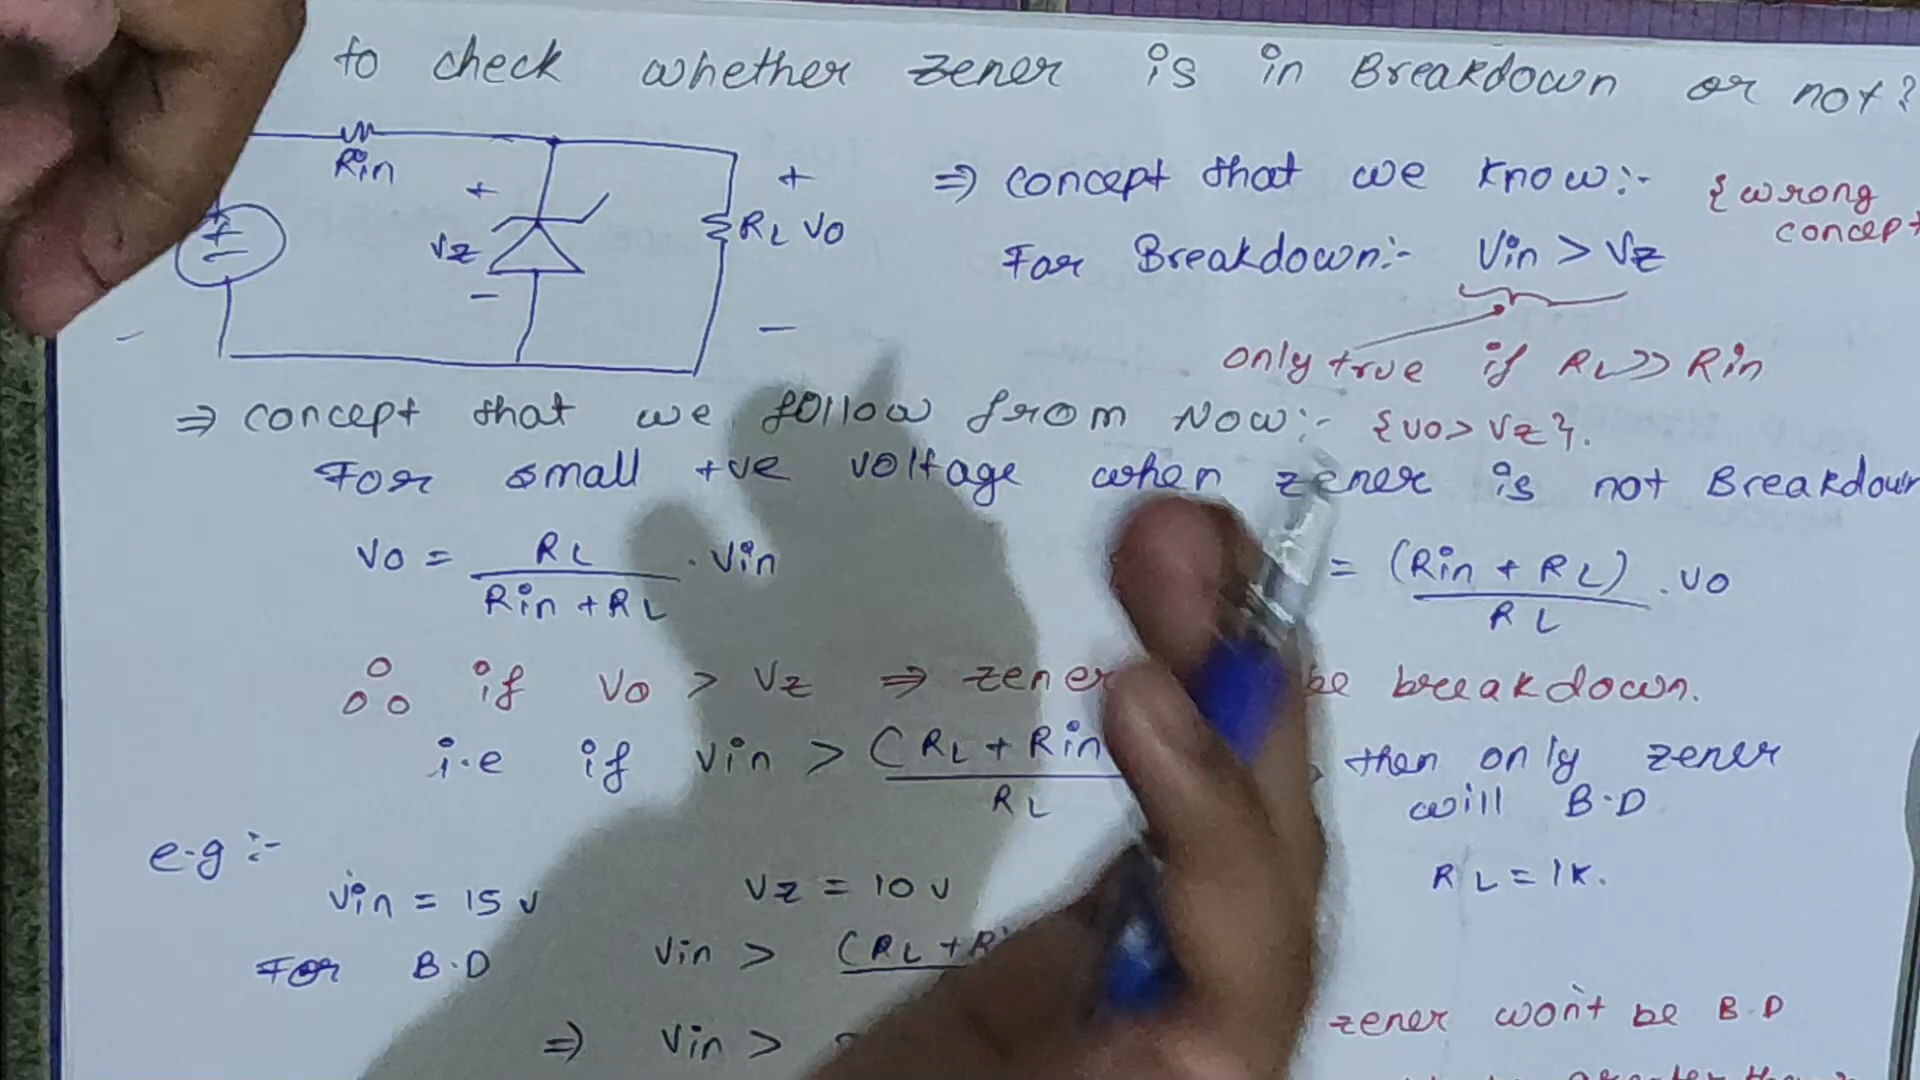 to check whether zener is in Breakdown or not?
Rin
+
+
Vz
RL Vo
-
-
-
⇒ concept that we know:- {wrong concept
For Breakdown:- Vin > Vz
only true if RL >> Rin
⇒ concept that we follow from Now:- {vo > Vz}.
For small +ve voltage when zener is not Breakdown
Vo = RL / Rin + RL . Vin
= (Rin + RL) / RL . Vo
∴ if Vo > Vz ⇒ zener be breakdown.
i.e if Vin > (RL + Rin / RL then only zener
will B.D
e.g :-
Vin = 15 v Vz = 10 v RL = 1K.
For B.D Vin > (RL +
⇒ Vin >
zener won't be B.D